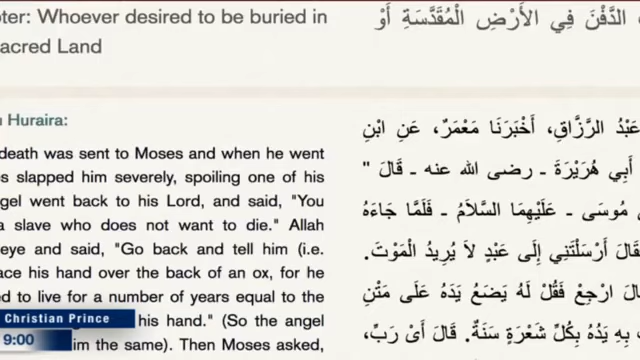 ter: Whoever desired to be buried in
acred Land
الدَّفْنَ فِي الأَرْضِ الْمُقَدَّسَةِ أَوْ
Huraira:
death was sent to Moses and when he went
s slapped him severely, spoiling one of his
gel went back to his Lord, and said, "You
a slave who does not want to die." Allah
eye and said, "Go back and tell him (i.e.
ace his hand over the back of an ox, for he
ed to live for a number of years equal to the
his hand." (So the angel
im the same). Then Moses asked,
عَبْدُ الرَّزَّاقِ، أَخْبَرَنَا مَعْمَرٌ، عَنِ ابْنِ
أَبِي هُرَيْرَةَ ـ رضى الله عنه ـ قَالَ "
مُوسَى ـ عَلَيْهِمَا السَّلاَمُ ـ فَلَمَّا جَاءَهُ
قَالَ أَرْسَلْتَنِي إِلَى عَبْدٍ لاَ يُرِيدُ الْمَوْتَ.
ارْجِعْ فَقُلْ لَهُ يَضَعُ يَدَهُ عَلَى مَتْنِ
بِهِ يَدُهُ بِكُلِّ شَعْرَةٍ سَنَةٌ. قَالَ أَىْ رَبِّ،
Christian Prince
9:00